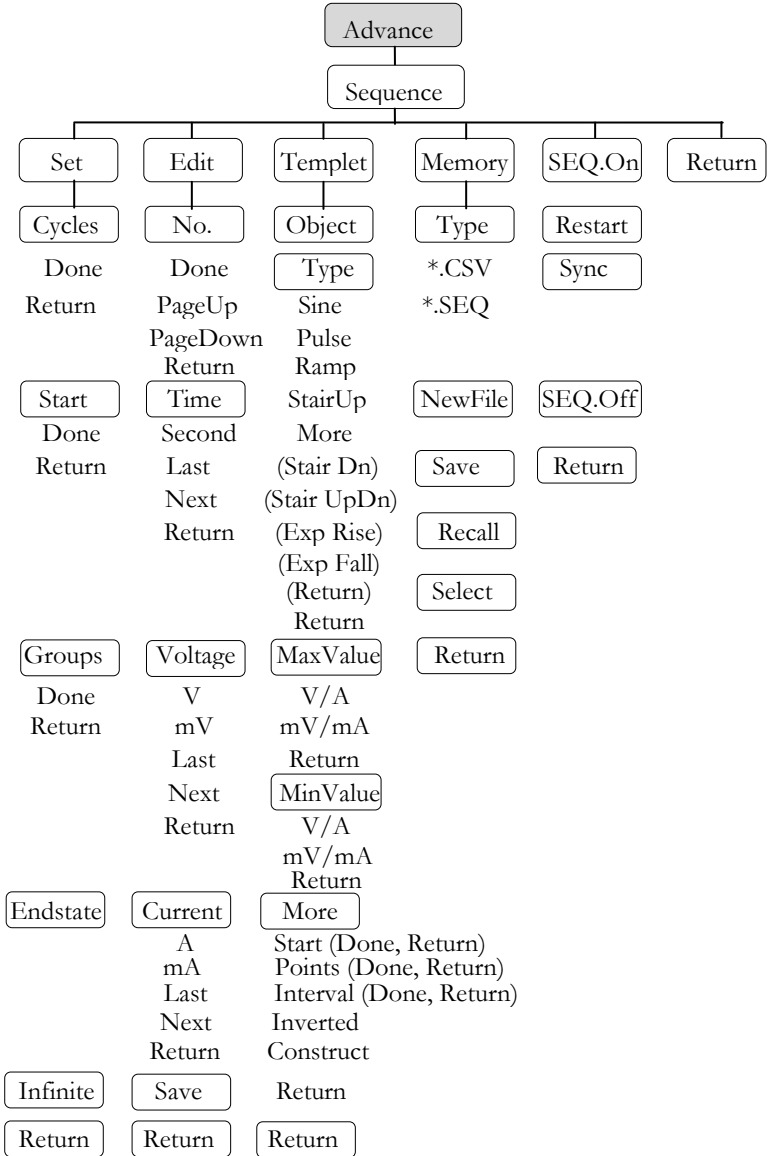 Advance
Sequence
Set Edit Templet Memory SEQ.On Return
Cycles No. Object Type Restart
Done Done Type *.CSV Sync
Return PageUp Sine *.SEQ
PageDown Pulse
Return Ramp
Start Time StairUp NewFile SEQ.Off
Done Second More
Return Last (Stair Dn) Save Return
Next (Stair UpDn)
Return (Exp Rise) Recall
(Exp Fall)
(Return) Select
Return
Groups Voltage MaxValue Return
Done V V/A
Return mV mV/mA
Last Return
Next MinValue
Return V/A
mV/mA
Return
Endstate Current More
A Start (Done, Return)
mA Points (Done, Return)
Last Interval (Done, Return)
Next Inverted
Return Construct
Infinite Save Return
Return Return Return